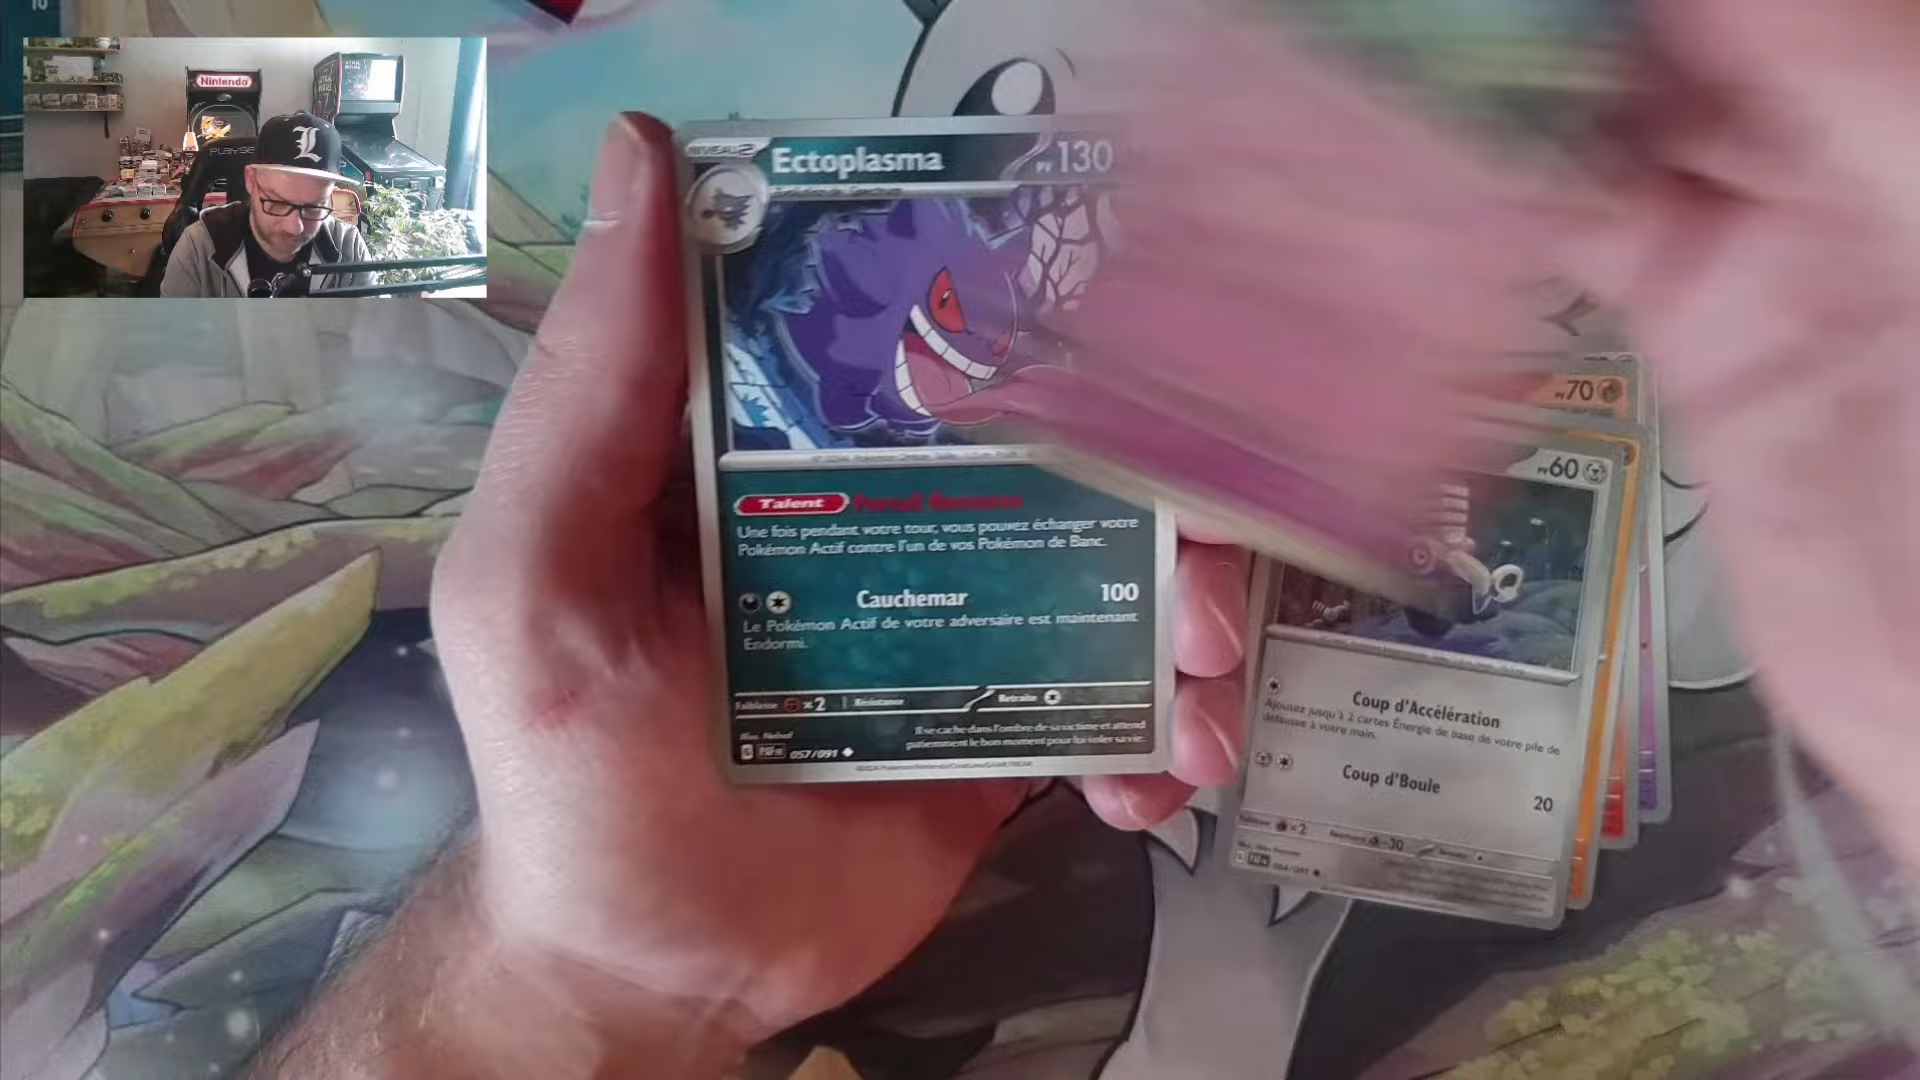 10
Nintendo
PLAYSE
L
NIVEAU 2
Ectoplasma
PV 130
Talent
Une fois pendant votre tour, vous pouvez échanger votre
Pokémon Actif contre l'un de vos Pokémon de Banc.
Cauchemar 100
Le Pokémon Actif de votre adversaire est maintenant
Endormi.
Faiblesse ×2 Résistance Retraite
Il se cache dans l'ombre de sa victime et attend
patiemment le bon moment pour lui voler sa vie.
057/091
PV 70
PV 60
Coup d'Accélération
Ajoutez jusqu'à 2 cartes Énergie de base de votre pile de
défausse à votre main.
Coup d'Boule
20
×2 -30